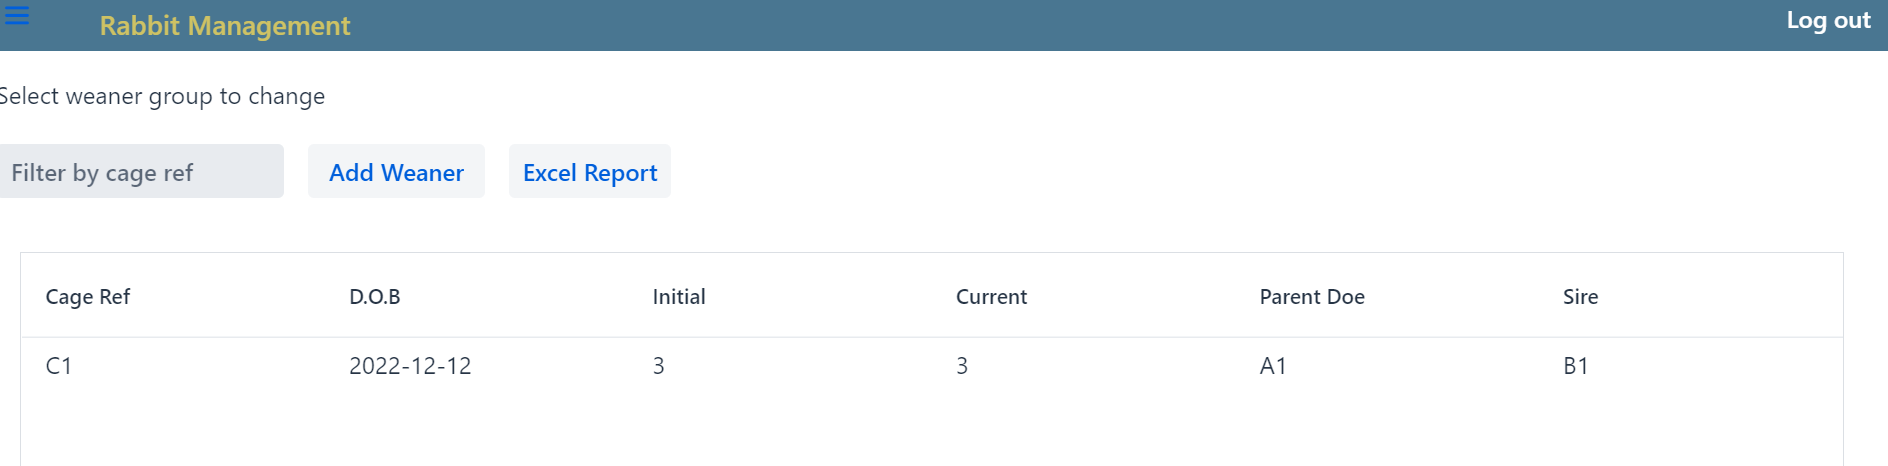 Rabbit Management
Log out
Select weaner group to change
Filter by cage ref Add Weaner Excel Report
Cage Ref D.O.B Initial Current Parent Doe Sire
C1 2022-12-12 3 3 A1 B1